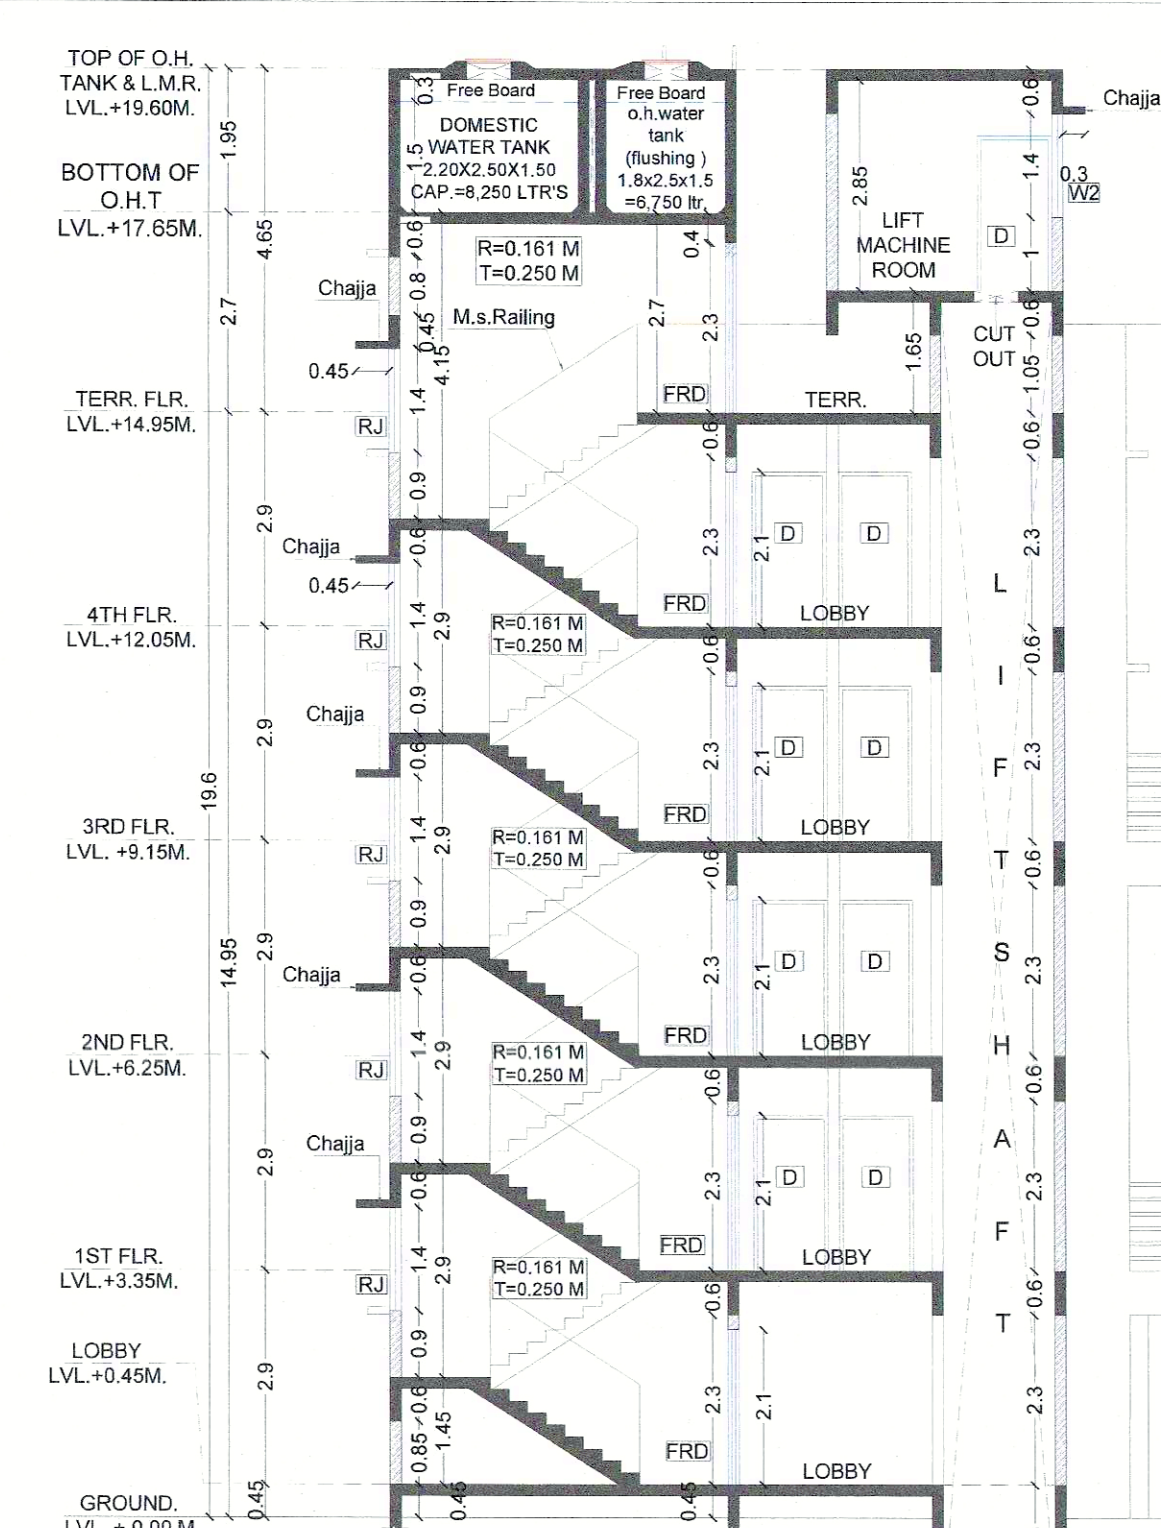 TOP OF O.H.
TANK & L.M.R.
LVL.+19.60M.
BOTTOM OF
O.H.T
LVL.+17.65M.
TERR. FLR.
LVL.+14.95M.
4TH FLR.
LVL.+12.05M.
3RD FLR.
LVL. +9.15M.
2ND FLR.
LVL.+6.25M.
1ST FLR.
LVL.+3.35M.
LOBBY
LVL.+0.45M.
GROUND.
19.6
1.95
2.7
14.95
4.65
2.9
2.9
2.9
2.9
2.9
0.45
Chajja
0.45
RJ
Chajja
0.45
RJ
Chajja
RJ
Chajja
RJ
Chajja
RJ
0.3
Free Board
DOMESTIC
WATER TANK
2.20X2.50X1.50
CAP.=8,250 LTR'S
1.5
Free Board
o.h.water
tank
(flushing )
1.8x2.5x1.5
=6,750 ltr,
0.6
0.8
0.45
4.15
1.4
0.9
R=0.161 M
T=0.250 M
M.s.Railing
0.4
2.7
2.3
FRD
TERR.
1.65
2.85
LIFT
MACHINE
ROOM
D
0.6
1.4
1
Chajja
0.3
W2
CUT
OUT
0.6
1.05
0.6
0.6
1.4
2.9
0.9
R=0.161 M
T=0.250 M
0.6
2.3
FRD
2.1
D
D
LOBBY
0.6
2.3
0.6
1.4
2.9
0.9
R=0.161 M
T=0.250 M
0.6
2.3
FRD
2.1
D
D
LOBBY
0.6
2.3
0.6
1.4
2.9
0.9
R=0.161 M
T=0.250 M
0.6
2.3
FRD
2.1
D
D
LOBBY
0.6
2.3
0.6
1.4
2.9
0.9
R=0.161 M
T=0.250 M
0.6
2.3
FRD
2.1
D
D
LOBBY
0.6
2.3
0.6
0.85
1.45
0.45
0.6
2.3
FRD
2.1
LOBBY
0.45
2.3
L
I
F
T
S
H
A
F
T